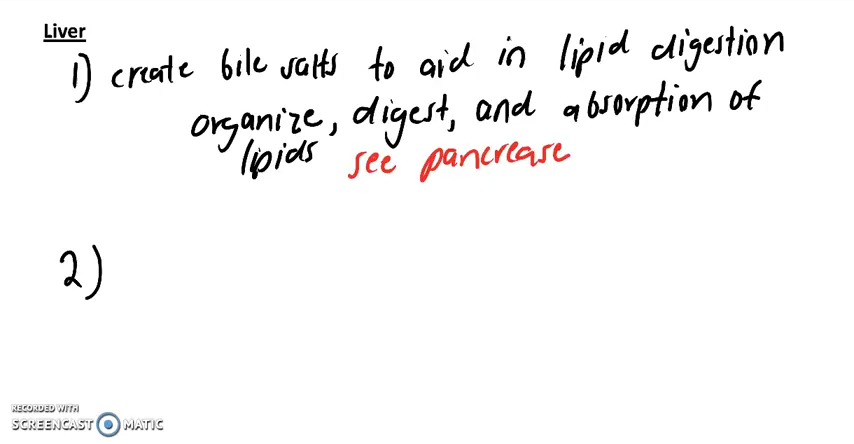 Liver
1) create bile salts to aid in lipid digestion
organize, digest, and absorption of
lipids see pancrease
2)
RECORDED WITH
SCREENCAST MATIC